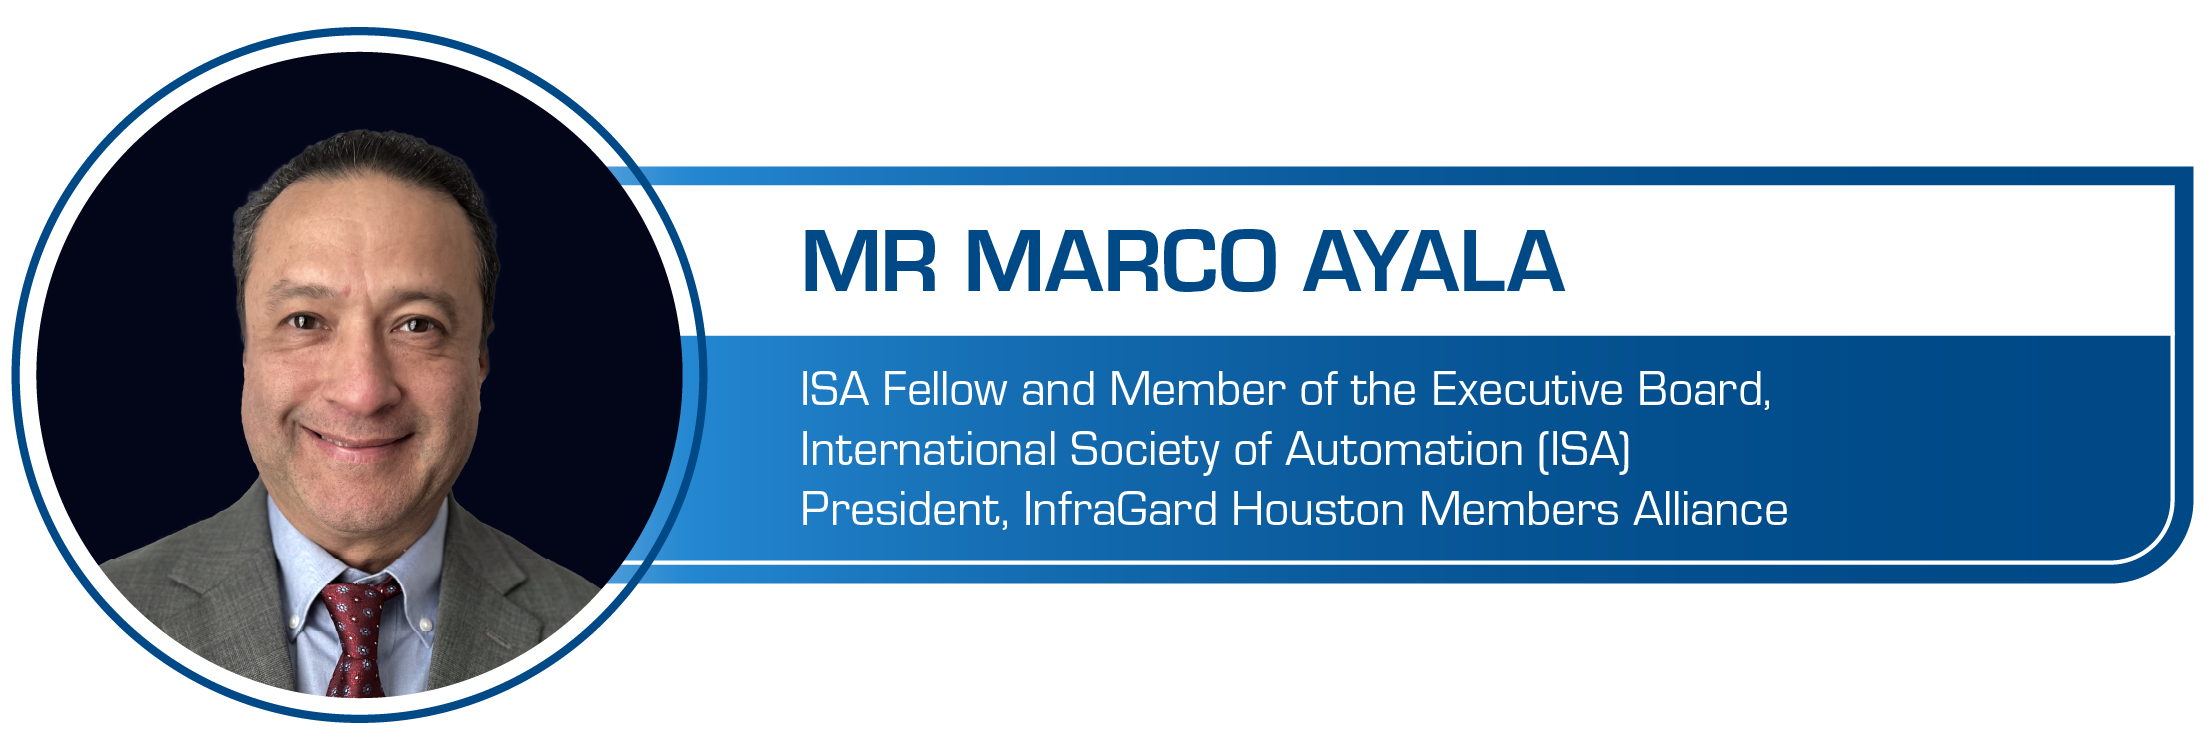 MR MARCO AYALA
ISA Fellow and Member of the Executive Board,
International Society of Automation (ISA)
President, InfraGard Houston Members Alliance